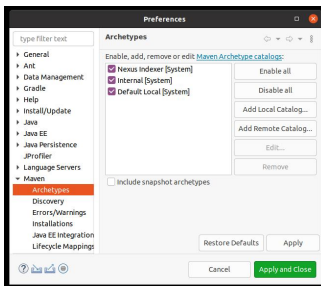 Preferences
type filter text
General
Ant
Data Management
Gradle
Help
Install/Update
Java
Java EE
Java Persistence
JProfiler
Language Servers
Maven
Archetypes
Discovery
Errors/Warnings
Installations
Java EE Integration
Lifecycle Mappings
Archetypes
Enable, add, remove or edit Maven Archetype catalogs:
Nexus Indexer [System]
Internal [System]
Default Local [System]
Enable all
Disable all
Add Local Catalog...
Add Remote Catalog...
Edit...
Remove
Include snapshot archetypes
Restore Defaults
Apply
Cancel
Apply and Close